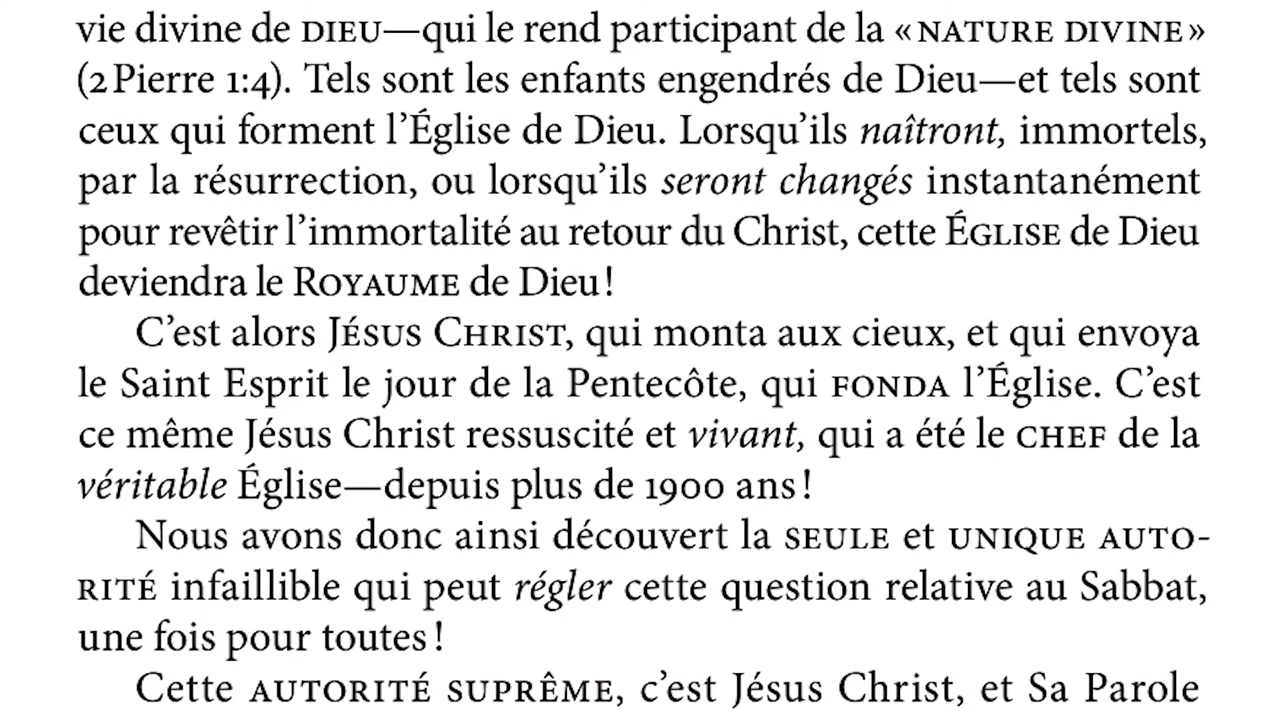 vie divine de DIEU—qui le rend participant de la «NATURE DIVINE»
(2 Pierre 1:4). Tels sont les enfants engendrés de Dieu—et tels sont
ceux qui forment l’Église de Dieu. Lorsqu’ils naîtront, immortels,
par la résurrection, ou lorsqu’ils seront changés instantanément
pour revêtir l’immortalité au retour du Christ, cette ÉGLISE de Dieu
deviendra le ROYAUME de Dieu!
C’est alors JÉSUS CHRIST, qui monta aux cieux, et qui envoya
le Saint Esprit le jour de la Pentecôte, qui FONDA l’Église. C’est
ce même Jésus Christ ressuscité et vivant, qui a été le CHEF de la
véritable Église—depuis plus de 1900 ans!
Nous avons donc ainsi découvert la SEULE et UNIQUE AUTO-
RITÉ infaillible qui peut régler cette question relative au Sabbat,
une fois pour toutes!
Cette AUTORITÉ SUPRÊME, c’est Jésus Christ, et Sa Parole